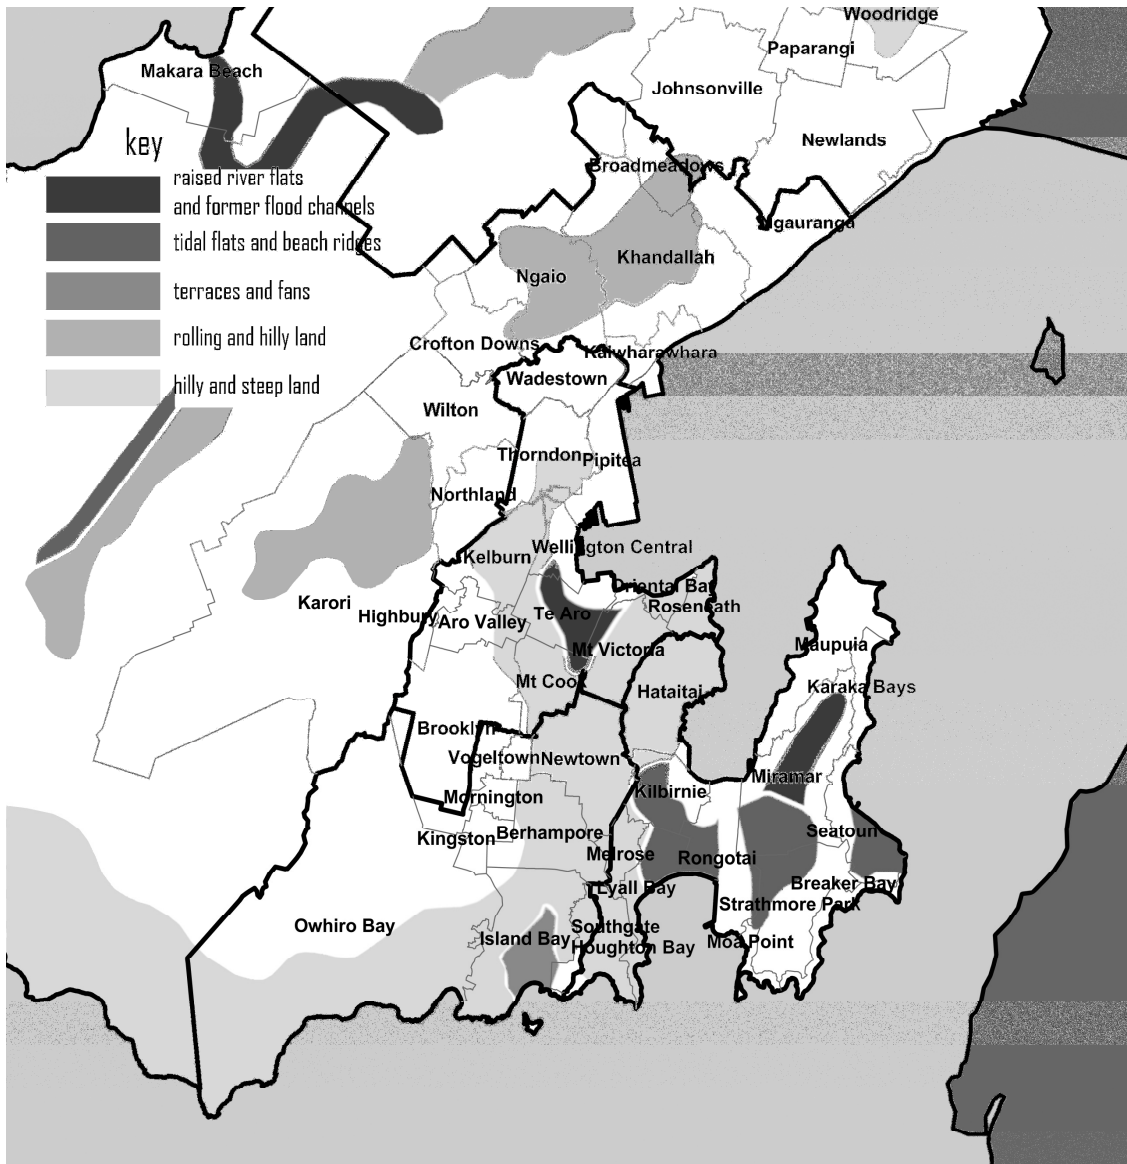 Woodridge
Paparangi
Makara Beach
Johnsonville
key
Newlands
Broadmeadows
raised river flats
and former flood channels
Ngauranga
tidal flats and beach ridges
Khandallah
Ngaio
terraces and fans
rolling and hilly land
Crofton Downs
Kaiwharawhara
Wadestown
hilly and steep land
Wilton
Thorndon
Pipitea
Northland
Wellington Central
Kelburn
Oriental Bay
Karori
Highbury
Aro Valley
Te Aro
Roseneath
Mt Victoria
Maupuia
Mt Cook
Hataitai
Karaka Bays
Brooklyn
Vogeltown
Newtown
Miramar
Mornington
Kilbirnie
Kingston
Berhampore
Seatoun
Melrose
Rongotai
Lyall Bay
Breaker Bay
Strathmore Park
Owhiro Bay
Island Bay
Southgate
Houghton Bay
Moa Point